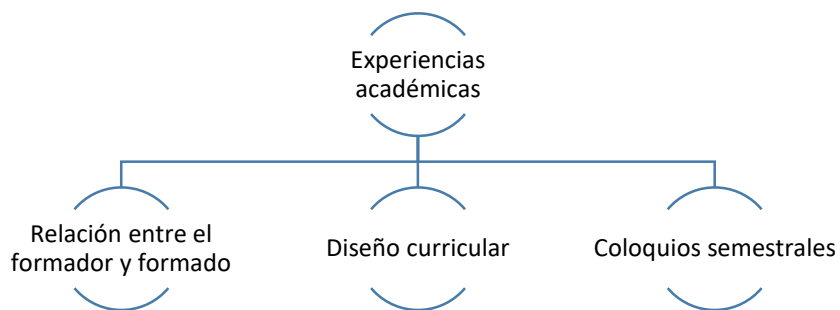 Experiencias
académicas
Relación entre el
formador y formado
Diseño curricular
Coloquios semestrales